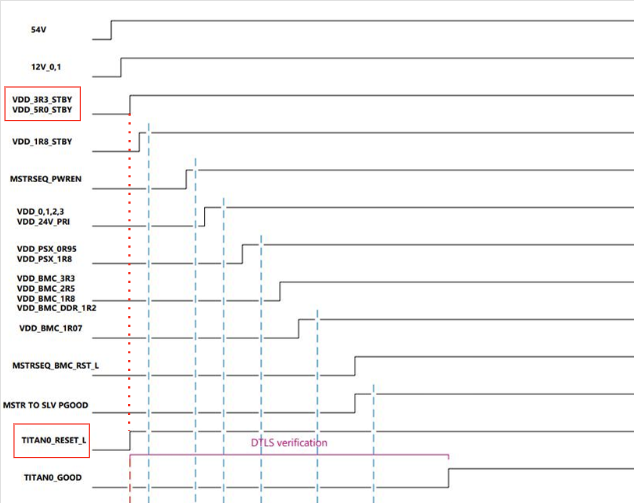 54V
12V_0,1
VDD_3R3_STBY
VDD_5R0_STBY
VDD_1R8_STBY
MSTRSEQ_PWREN
VDD_0,1,2,3
VDD_24V_PRI
VDD_PSX_0R95
VDD_PSX_1R8
VDD_BMC_3R3
VDD_BMC_2R5
VDD_BMC_1R8
VDD_BMC_DDR_1R2
VDD_BMC_1R07
MSTRSEQ_BMC_RST_L
MSTR TO SLV PGOOD
TITAN0_RESET_L
DTLS verification
TITAN0_GOOD